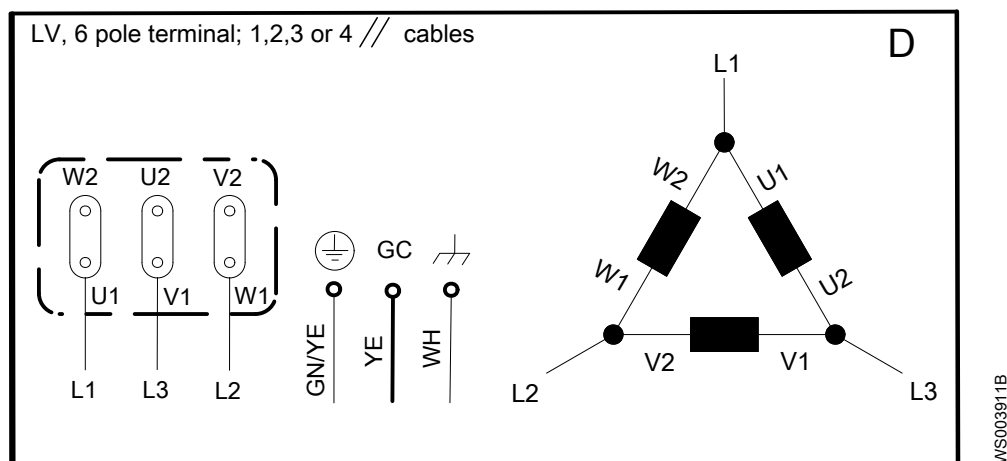 LV, 6 pole terminal; 1,2,3 or 4 // cables
D
W2 U2 V2
U1 V1 W1
L1 L3 L2
GC
GN/YE
YE
WH
L1
W2
U1
W1
U2
V2
V1
L2
L3
WS003911B